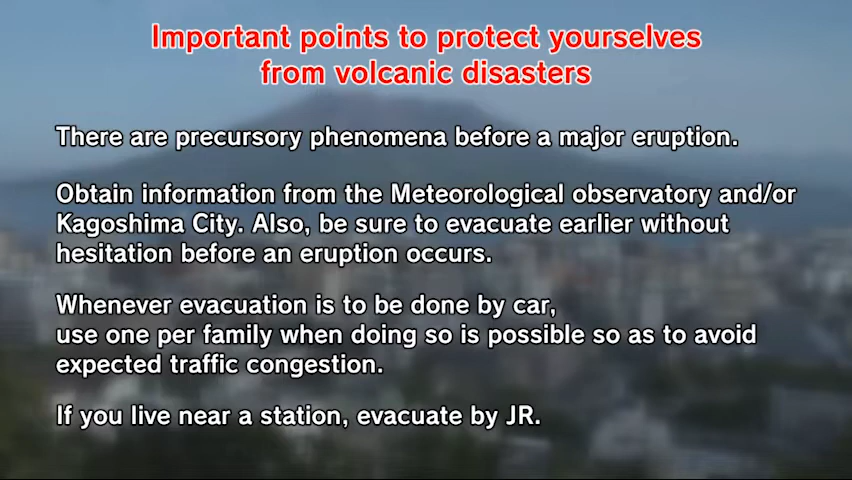 Important points to protect yourselves
from volcanic disasters
There are precursory phenomena before a major eruption.
Obtain information from the Meteorological observatory and/or
Kagoshima City. Also, be sure to evacuate earlier without
hesitation before an eruption occurs.
Whenever evacuation is to be done by car,
use one per family when doing so is possible so as to avoid
expected traffic congestion.
If you live near a station, evacuate by JR.